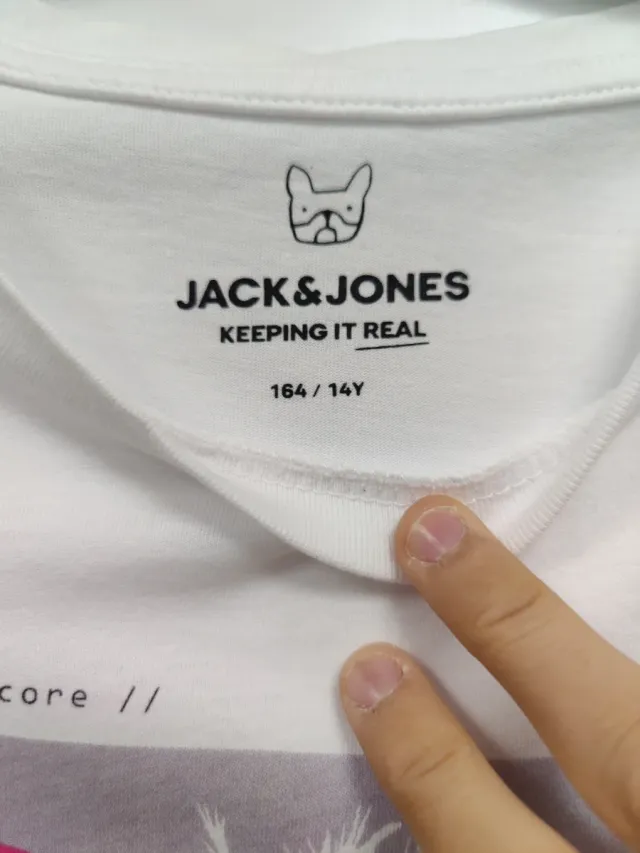 JACK&JONES
KEEPING IT REAL
164 / 14Y
core //